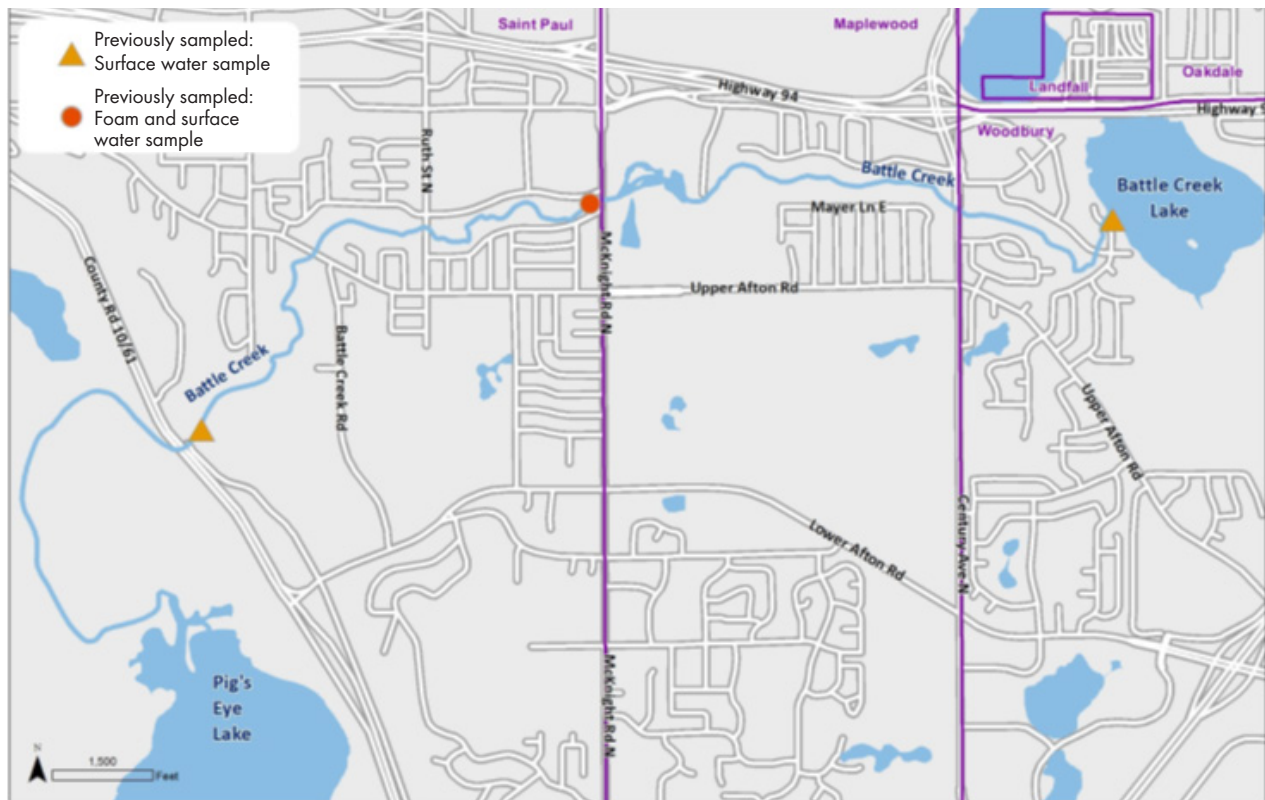 Previously sampled:
Surface water sample
Previously sampled:
Foam and surface
water sample
Saint Paul
Maplewood
Landfall
Oakdale
Highway 94
Highway 9
Woodbury
Ruth St N
Battle Creek
Battle Creek
Lake
Mayer Ln E
McKnight Rd N
Upper Afton Rd
County Rd 10/61
Battle Creek
Battle Creek Rd
Upper Afton Rd
Century Ave N
Lower Afton Rd
McKnight Rd N
Pig's
Eye
Lake
N
1,500
Feet